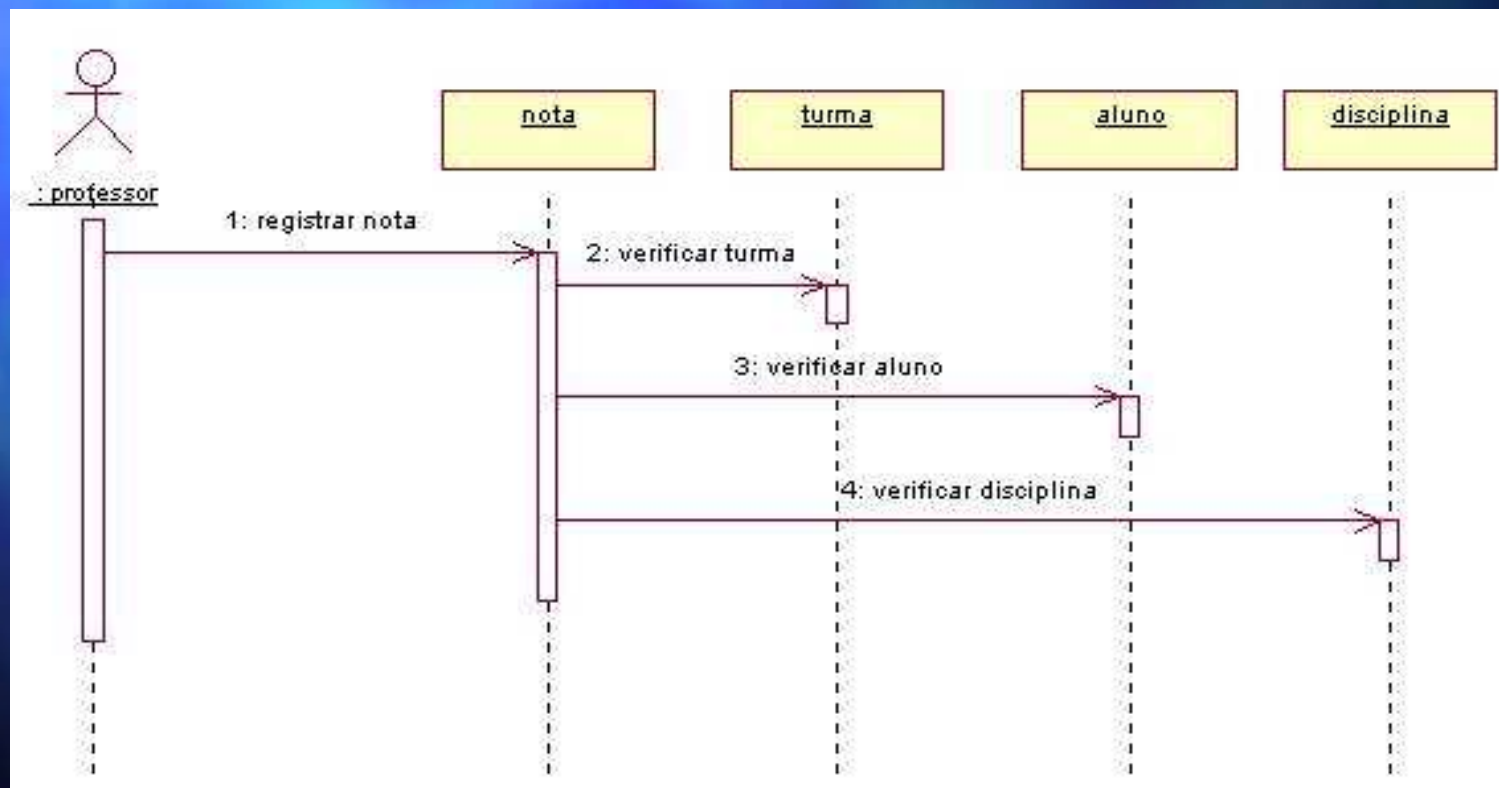 nota
turma
aluno
disciplina
: professor
1: registrar nota
2: verificar turma
3: verificar aluno
4: verificar disciplina